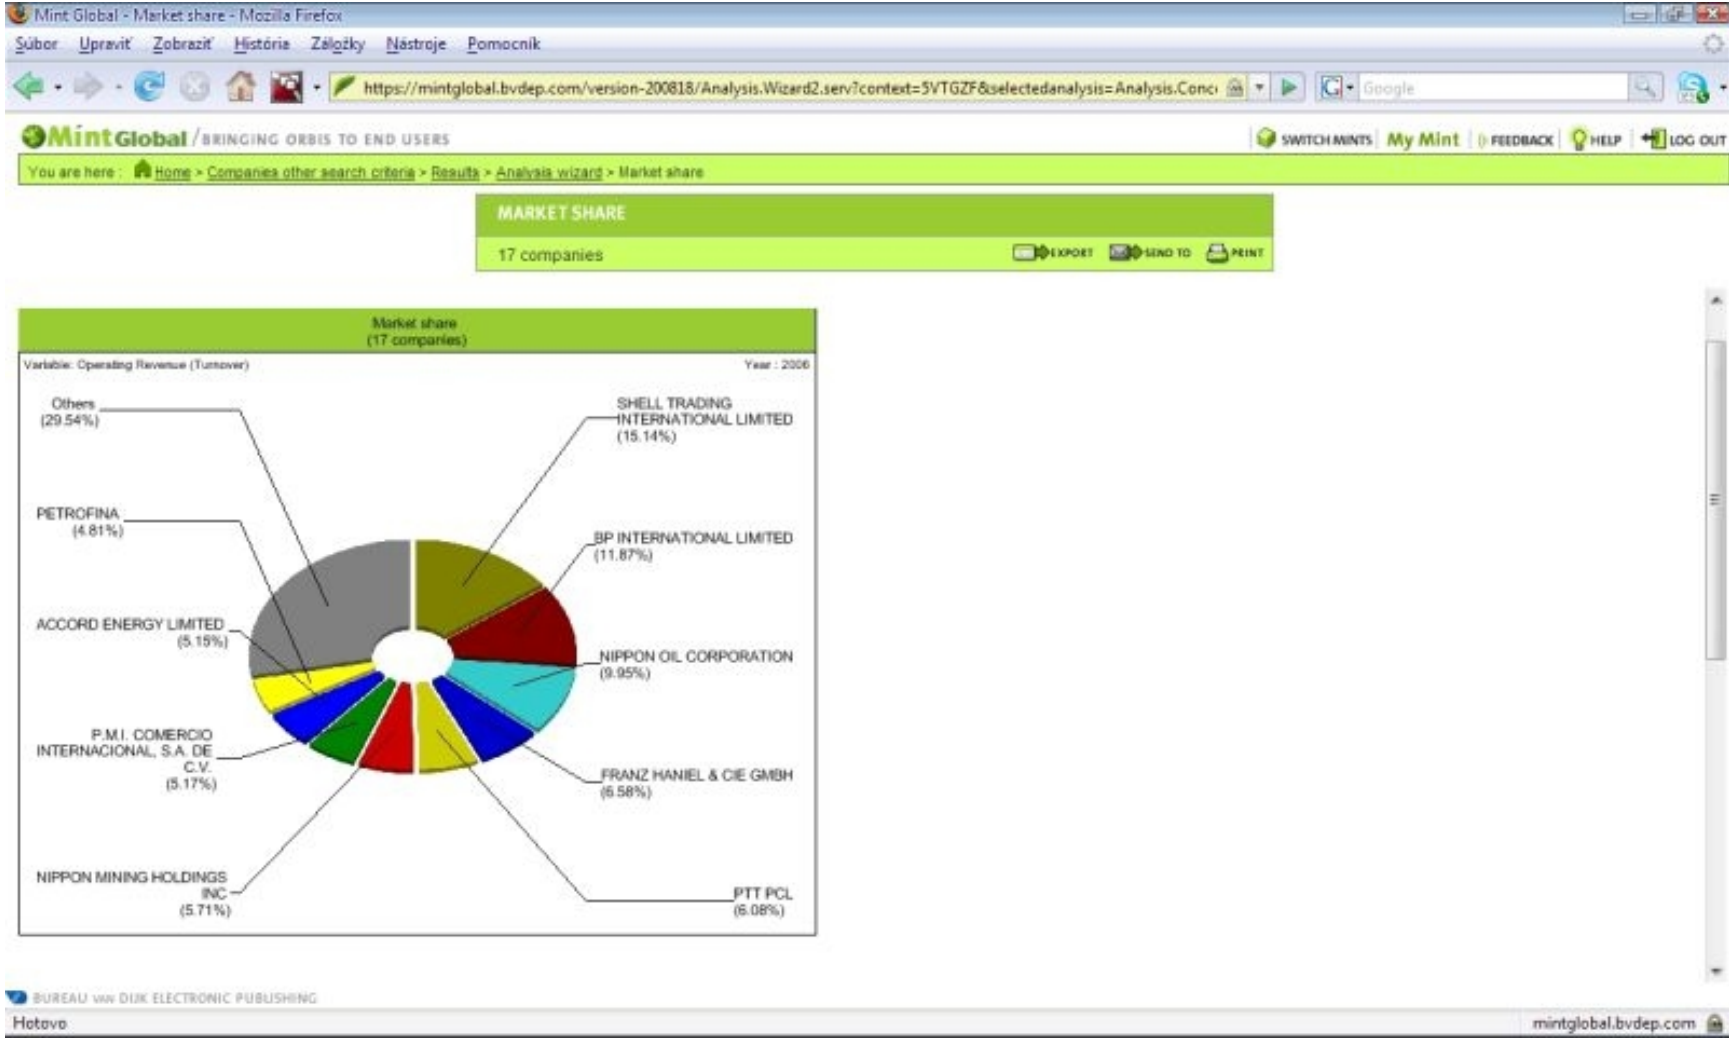 Mint Global - Market share - Mozilla Firefox
Súbor Upraviť Zobraziť História Záložky Nástroje Pomocník
https://mintglobal.bvdep.com/version-200818/Analysis.Wizard2.serv?context=5VTGZF&selectedanalysis=Analysis.Conc
G Google
MintGlobal / BRINGING ORBIS TO END USERS
SWITCH MINTS My Mint FEEDBACK HELP LOG OUT
You are here : Home > Companies other search criteria > Results > Analysis wizard > Market share
MARKET SHARE
17 companies EXPORT SEND TO PRINT
Market share
(17 companies)
Variable: Operating Revenue (Turnover) Year : 2006
Others
(29.54%)
SHELL TRADING
INTERNATIONAL LIMITED
(15.14%)
PETROFINA
(4.81%)
BP INTERNATIONAL LIMITED
(11.87%)
ACCORD ENERGY LIMITED
(5.15%)
NIPPON OIL CORPORATION
(9.95%)
P.M.I. COMERCIO
INTERNACIONAL, S.A. DE
C.V.
(5.17%)
FRANZ HANIEL & CIE GMBH
(6.58%)
NIPPON MINING HOLDINGS
INC
(5.71%)
PTT PCL
(6.08%)
BUREAU VAN DIJK ELECTRONIC PUBLISHING
Hotovo mintglobal.bvdep.com